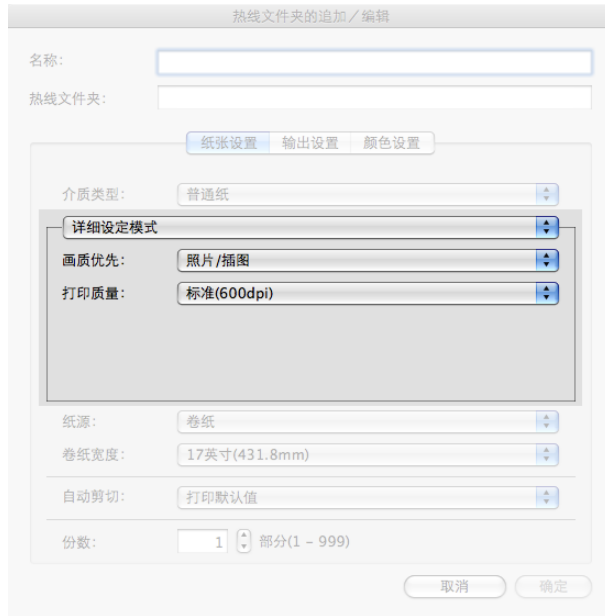 热线文件夹的追加／编辑
名称:
热线文件夹:
纸张设置 输出设置 颜色设置
介质类型: 普通纸
详细设定模式
画质优先: 照片/插图
打印质量: 标准(600dpi)
纸源: 卷纸
卷纸宽度: 17英寸(431.8mm)
自动剪切: 打印默认值
份数: 1 部分(1 – 999)
取消 确定